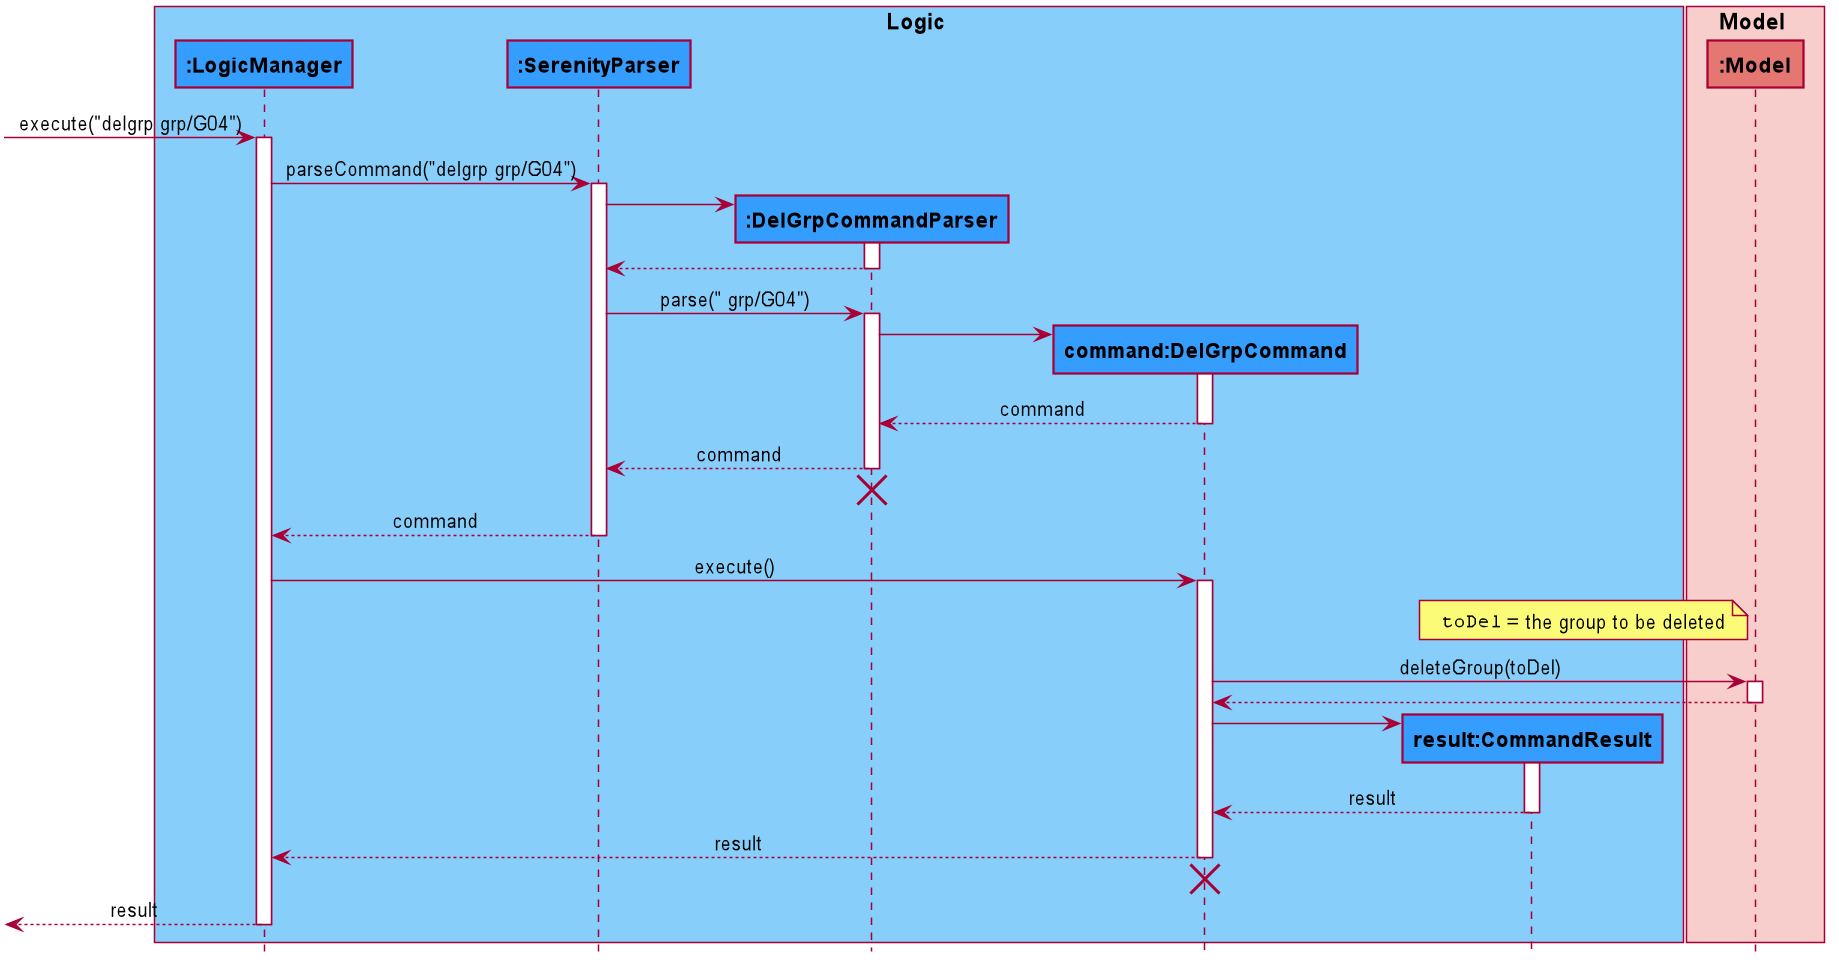 Logic
Model
:LogicManager
:SerenityParser
:Model
execute("delgrp grp/G04")
parseCommand("delgrp grp/G04")
:DelGrpCommandParser
parse(" grp/G04")
command:DelGrpCommand
command
command
command
execute()
toDel = the group to be deleted
deleteGroup(toDel)
result:CommandResult
result
result
result